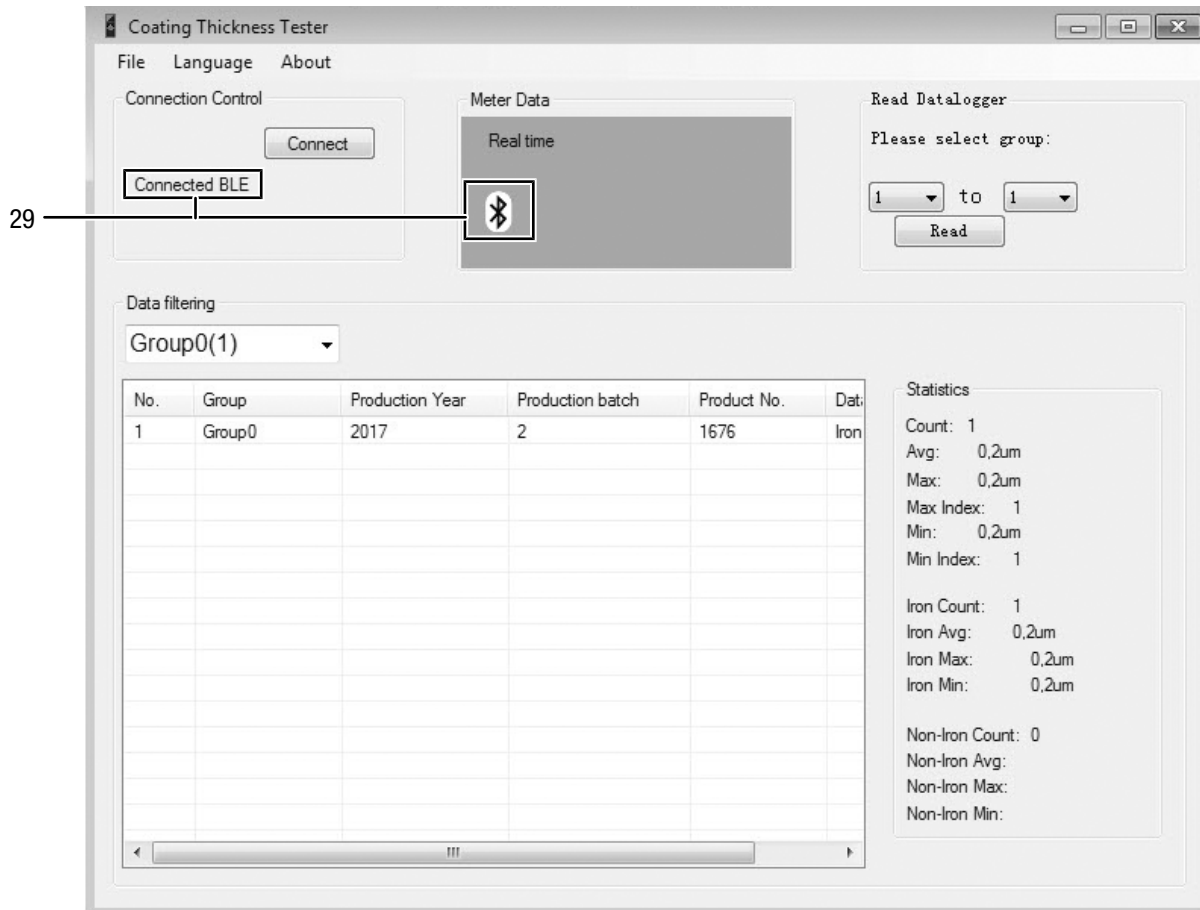 Coating Thickness Tester
File Language About
Connection Control
Connect
Connected BLE
29
Meter Data
Real time
Read Datalogger
Please select group:
1 to 1
Read
Data filtering
Group0(1)
No. Group Production Year Production batch Product No. Data
1 Group0 2017 2 1676 Iron
Statistics
Count: 1
Avg: 0,2um
Max: 0,2um
Max Index: 1
Min: 0,2um
Min Index: 1
Iron Count: 1
Iron Avg: 0,2um
Iron Max: 0,2um
Iron Min: 0,2um
Non-Iron Count: 0
Non-Iron Avg:
Non-Iron Max:
Non-Iron Min: